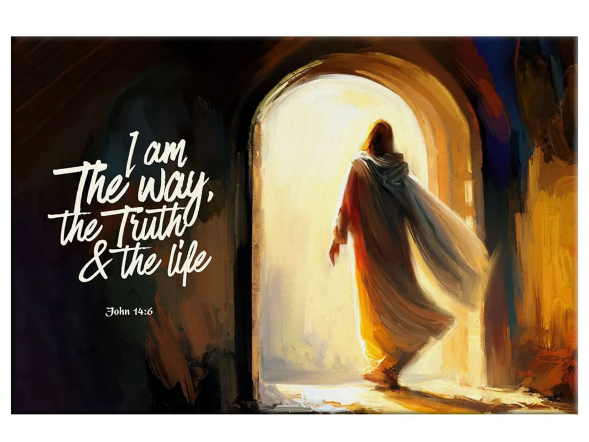 I am
The way,
the Truth
& the life
John 14:6